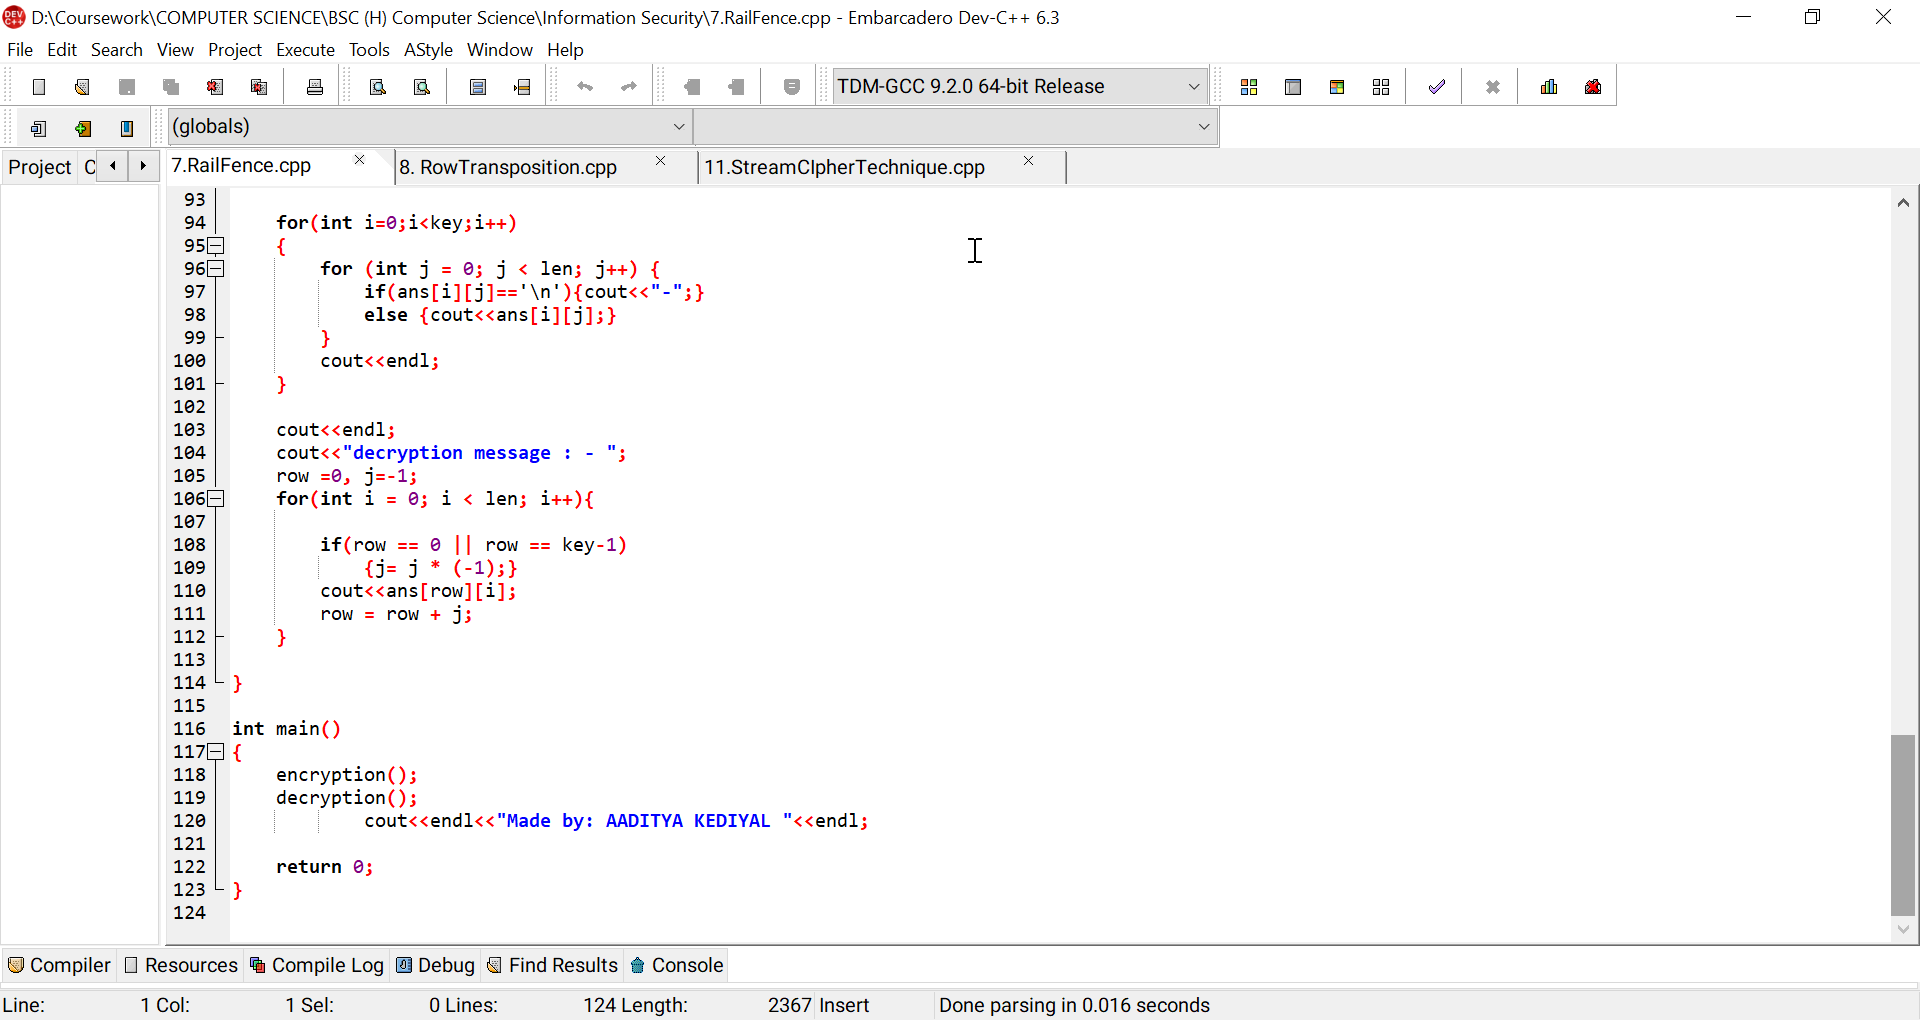 D:\Coursework\COMPUTER SCIENCE\BSC (H) Computer Science\Information Security\7.RailFence.cpp - Embarcadero Dev-C++ 6.3
File Edit Search View Project Execute Tools AStyle Window Help
TDM-GCC 9.2.0 64-bit Release
(globals)
Project C 7.RailFence.cpp 8. RowTransposition.cpp 11.StreamCIpherTechnique.cpp
93
94     for(int i=0;i<key;i++)
95     {
96         for (int j = 0; j < len; j++) {
97             if(ans[i][j]=='\n'){cout<<"-";}
98             else {cout<<ans[i][j];}
99         }
100         cout<<endl;
101     }
102
103     cout<<endl;
104     cout<<"decryption message : - ";
105     row =0, j=-1;
106     for(int i = 0; i < len; i++){
107
108         if(row == 0 || row == key-1)
109             {j= j * (-1);}
110         cout<<ans[row][i];
111         row = row + j;
112     }
113
114 }
115
116 int main()
117 {
118     encryption();
119     decryption();
120             cout<<endl<<"Made by: AADITYA KEDIYAL "<<endl;
121
122     return 0;
123 }
124
Compiler Resources Compile Log Debug Find Results Console
Line: 1 Col: 1 Sel: 0 Lines: 124 Length: 2367 Insert Done parsing in 0.016 seconds